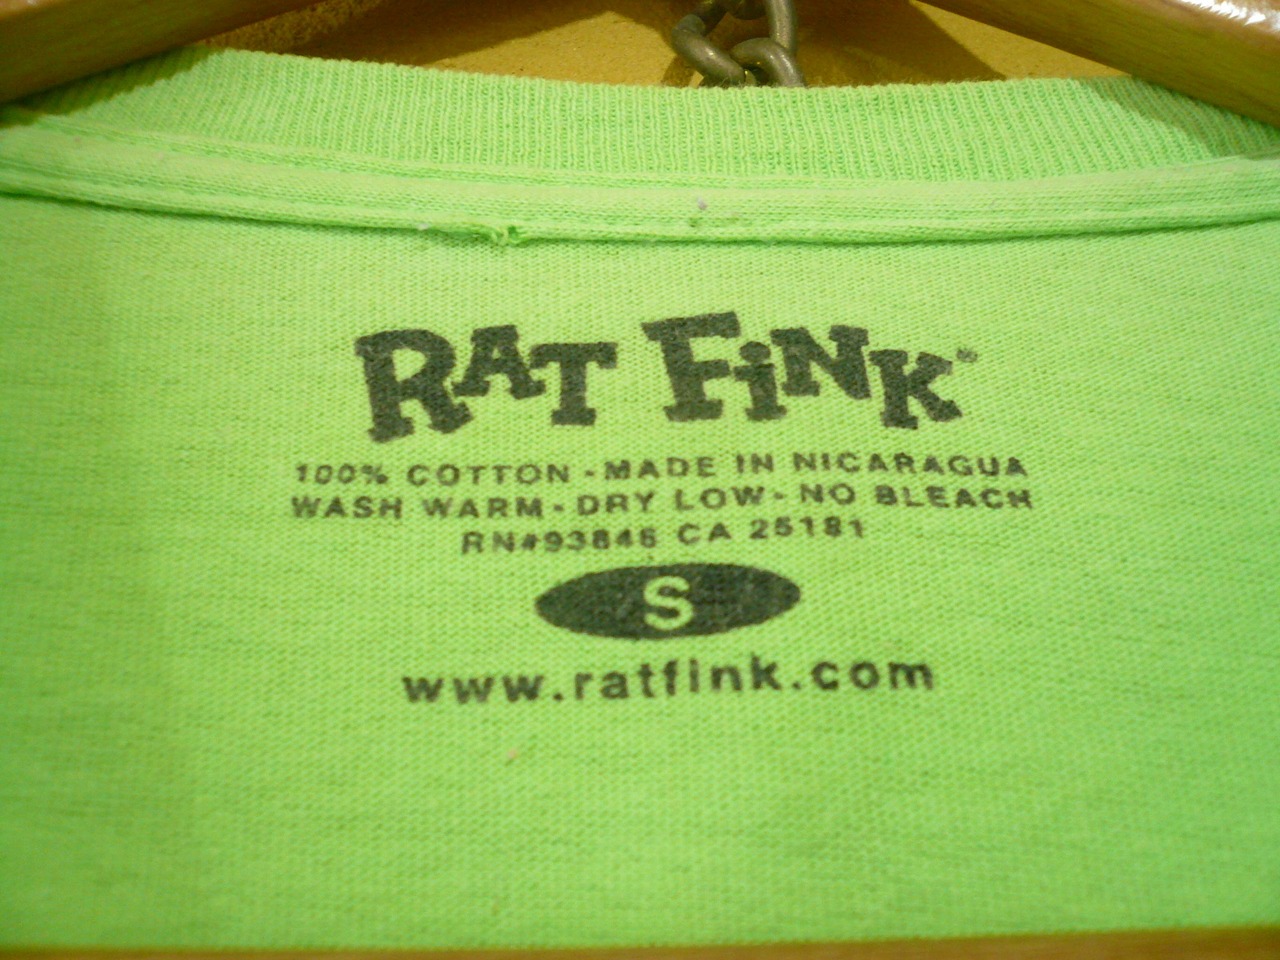 RAT FINK®
100% COTTON - MADE IN NICARAGUA
WASH WARM - DRY LOW - NO BLEACH
RN#93846 CA 25181
S
www.ratfink.com